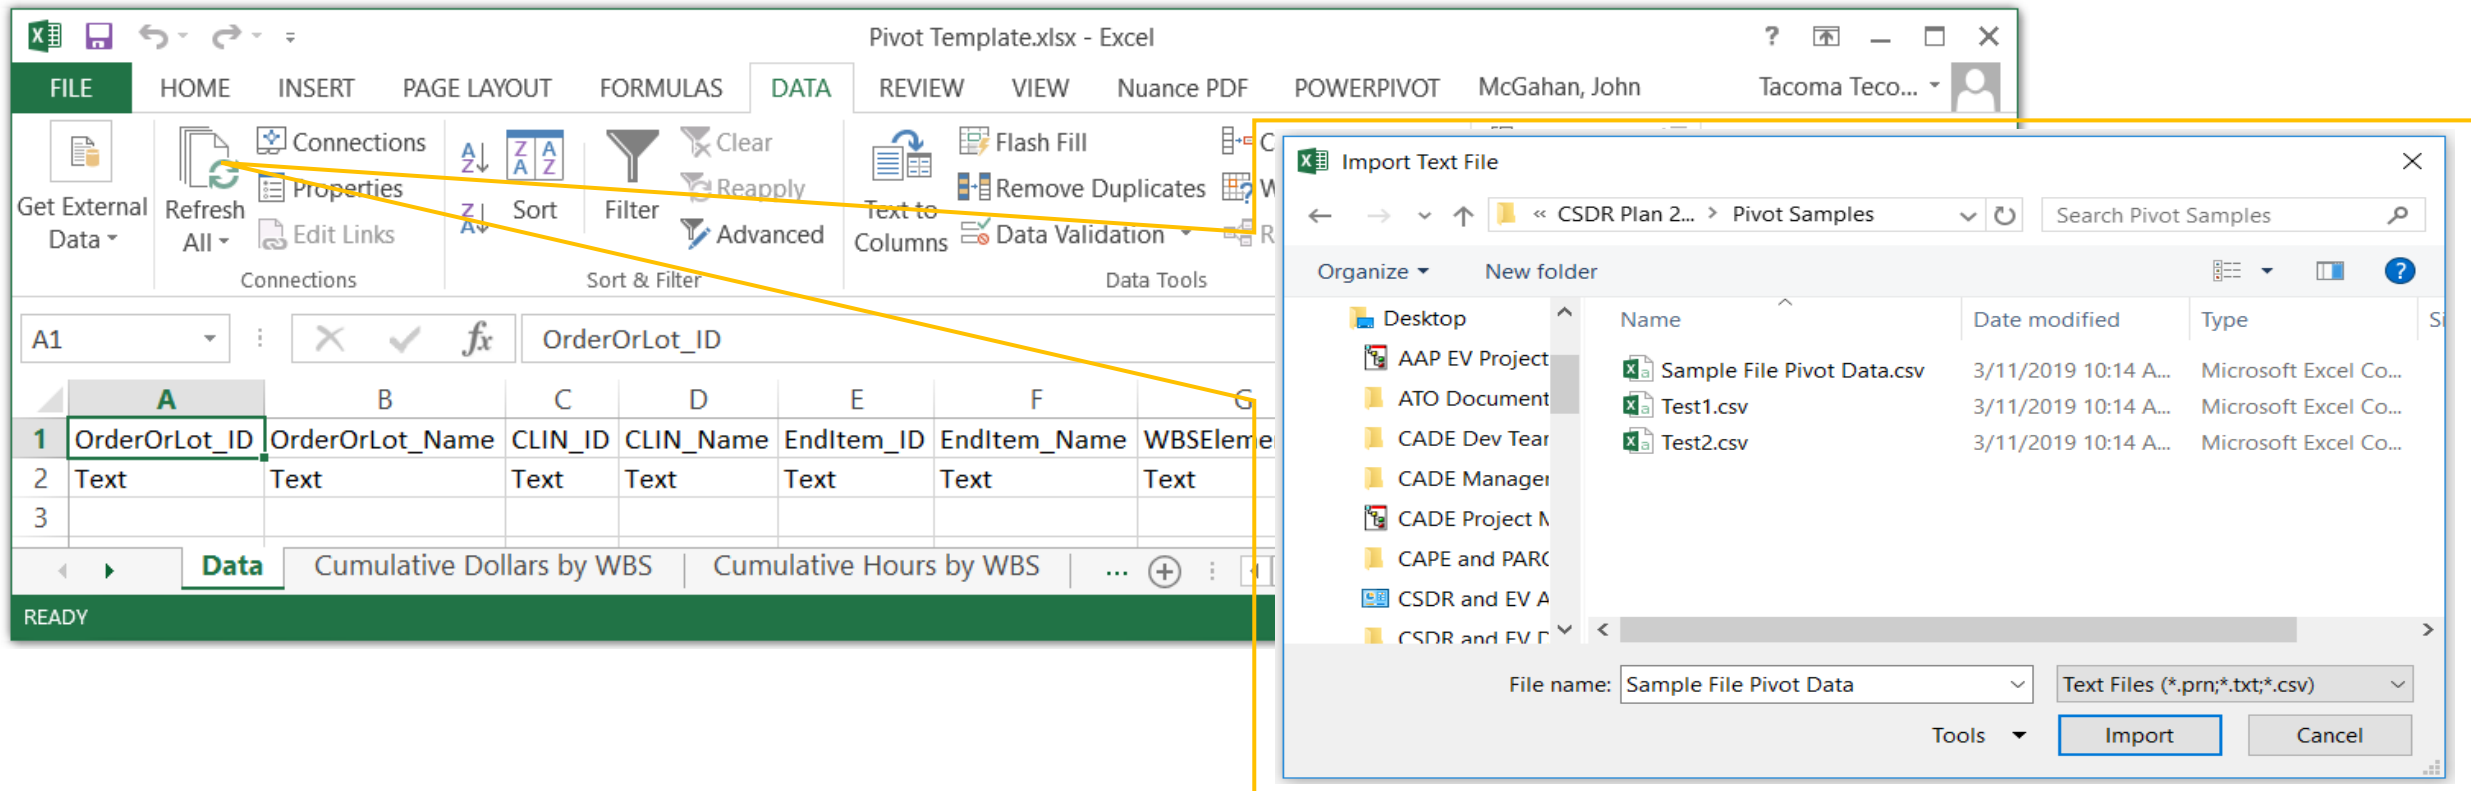 Pivot Template.xlsx - Excel
?
FILE HOME INSERT PAGE LAYOUT FORMULAS DATA REVIEW VIEW Nuance PDF POWERPIVOT McGahan, John Tacoma Teco...
Get External Data
Refresh All
Connections
Properties
Edit Links
Connections
Sort
Filter
Clear
Reapply
Advanced
Sort & Filter
Text to Columns
Flash Fill
Remove Duplicates
Data Validation
Data Tools
C
W
R
A1
fx
OrderOrLot_ID
A B C D E F G
1 OrderOrLot_ID OrderOrLot_Name CLIN_ID CLIN_Name EndItem_ID EndItem_Name WBSEleme
2 Text Text Text Text Text Text Text
3
Data Cumulative Dollars by WBS Cumulative Hours by WBS ...
READY
Import Text File
« CSDR Plan 2... > Pivot Samples
Search Pivot Samples
Organize New folder
?
Desktop
AAP EV Project
ATO Document
CADE Dev Tear
CADE Manager
CADE Project M
CAPE and PARC
CSDR and EV A
CSDR and EV D
Name Date modified Type Si
Sample File Pivot Data.csv 3/11/2019 10:14 A... Microsoft Excel Co...
Test1.csv 3/11/2019 10:14 A... Microsoft Excel Co...
Test2.csv 3/11/2019 10:14 A... Microsoft Excel Co...
File name: Sample File Pivot Data Text Files (*.prn;*.txt;*.csv)
Tools Import Cancel